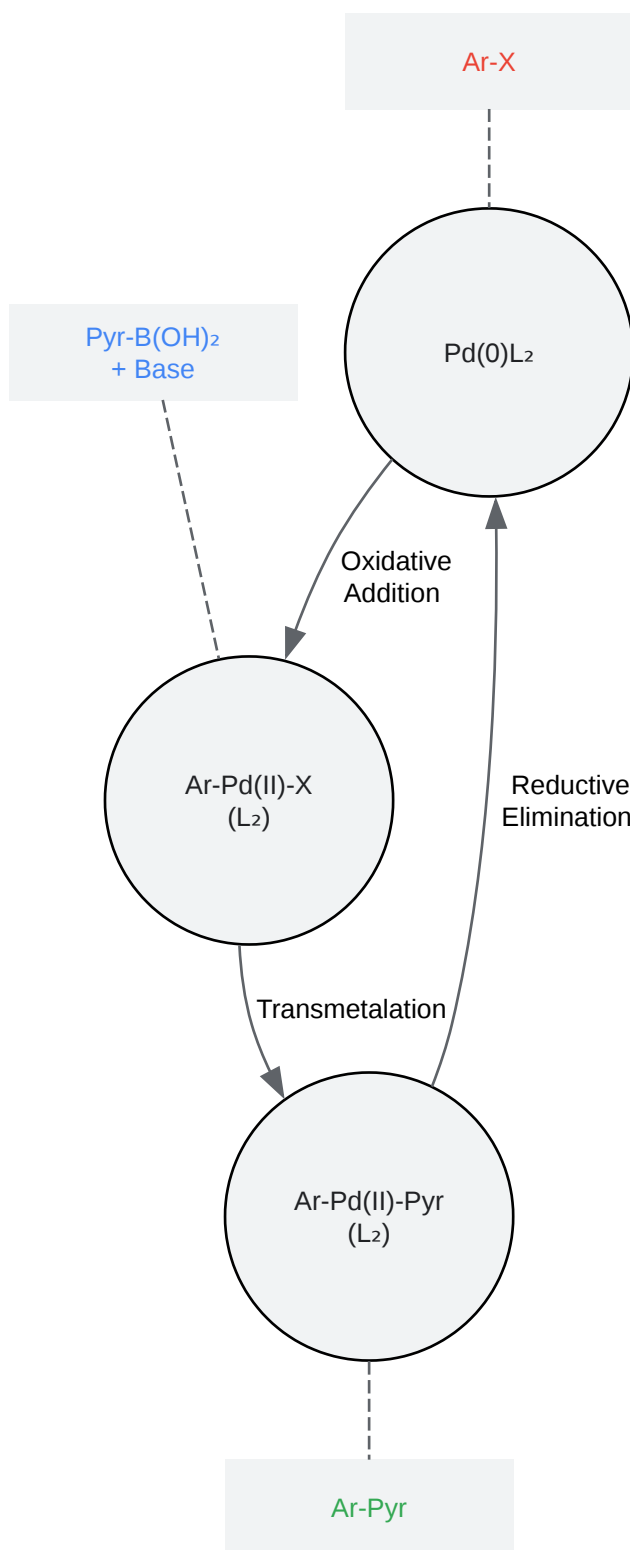 Ar-X
Pd(0)L₂
Pyr-B(OH)₂
+ Base
Oxidative
Addition
Ar-Pd(II)-X
(L₂)
Reductive
Elimination
Transmetalation
Ar-Pd(II)-Pyr
(L₂)
Ar-Pyr